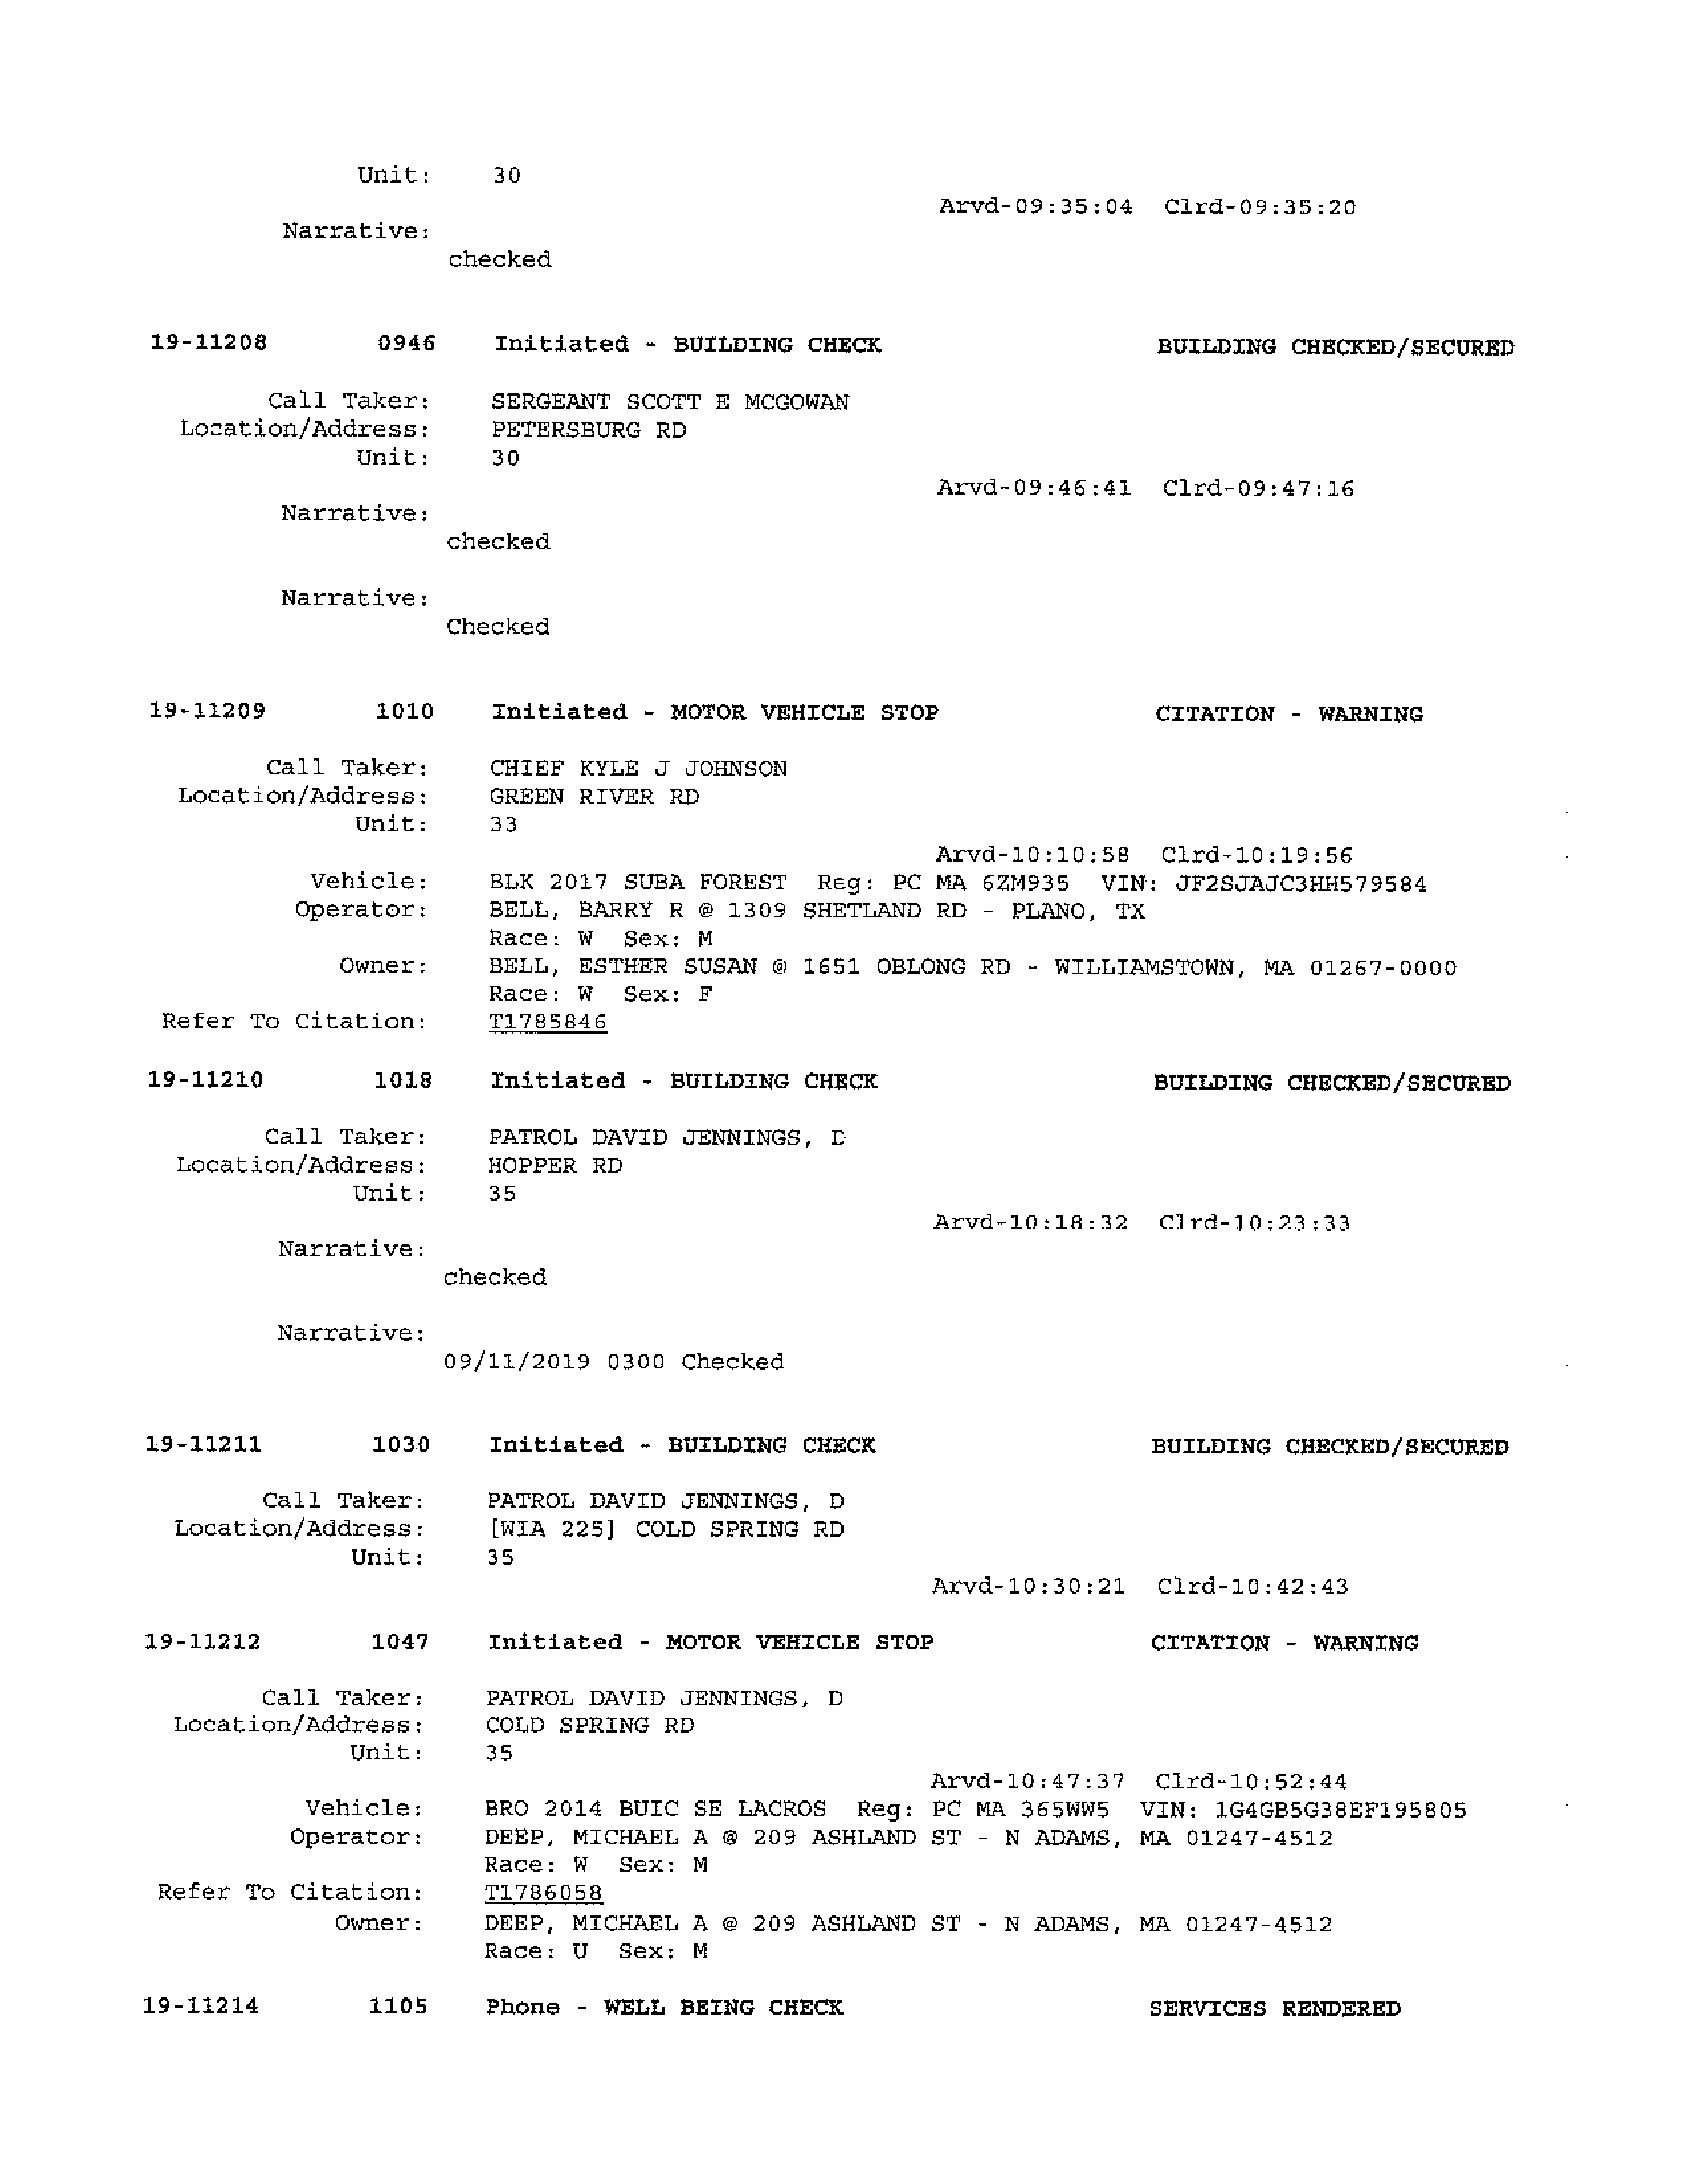 Unit: 30
Arvd-09:35:04 Clrd-09:35:20
Narrative:
checked
19-11208 0946 Initiated - BUILDING CHECK BUILDING CHECKED/SECURED
Call Taker: SERGEANT SCOTT E MCGOWAN
Location/Address: PETERSBURG RD
Unit: 30
Arvd-09:46:41 Clrd-09:47:16
Narrative:
checked
Narrative:
Checked
19-11209 1010 Initiated - MOTOR VEHICLE STOP CITATION - WARNING
Call Taker: CHIEF KYLE J JOHNSON
Location/Address: GREEN RIVER RD
Unit: 33
Arvd-10:10:58 Clrd-10:19:56
Vehicle: BLK 2017 SUBA FOREST Reg: PC MA 6ZM935 VIN: JF2SJAJC3HH579584
Operator: BELL, BARRY R @ 1309 SHETLAND RD - PLANO, TX
Race: W Sex: M
Owner: BELL, ESTHER SUSAN @ 1651 OBLONG RD - WILLIAMSTOWN, MA 01267-0000
Race: W Sex: F
Refer To Citation: T1785846
19-11210 1018 Initiated - BUILDING CHECK BUILDING CHECKED/SECURED
Call Taker: PATROL DAVID JENNINGS, D
Location/Address: HOPPER RD
Unit: 35
Arvd-10:18:32 Clrd-10:23:33
Narrative:
checked
Narrative:
09/11/2019 0300 Checked
19-11211 1030 Initiated - BUILDING CHECK BUILDING CHECKED/SECURED
Call Taker: PATROL DAVID JENNINGS, D
Location/Address: [WIA 225] COLD SPRING RD
Unit: 35
Arvd-10:30:21 Clrd-10:42:43
19-11212 1047 Initiated - MOTOR VEHICLE STOP CITATION - WARNING
Call Taker: PATROL DAVID JENNINGS, D
Location/Address: COLD SPRING RD
Unit: 35
Arvd-10:47:37 Clrd-10:52:44
Vehicle: BRO 2014 BUIC SE LACROS Reg: PC MA 365WW5 VIN: 1G4GB5G38EF195805
Operator: DEEP, MICHAEL A @ 209 ASHLAND ST - N ADAMS, MA 01247-4512
Race: W Sex: M
Refer To Citation: T1786058
Owner: DEEP, MICHAEL A @ 209 ASHLAND ST - N ADAMS, MA 01247-4512
Race: U Sex: M
19-11214 1105 Phone - WELL BEING CHECK SERVICES RENDERED